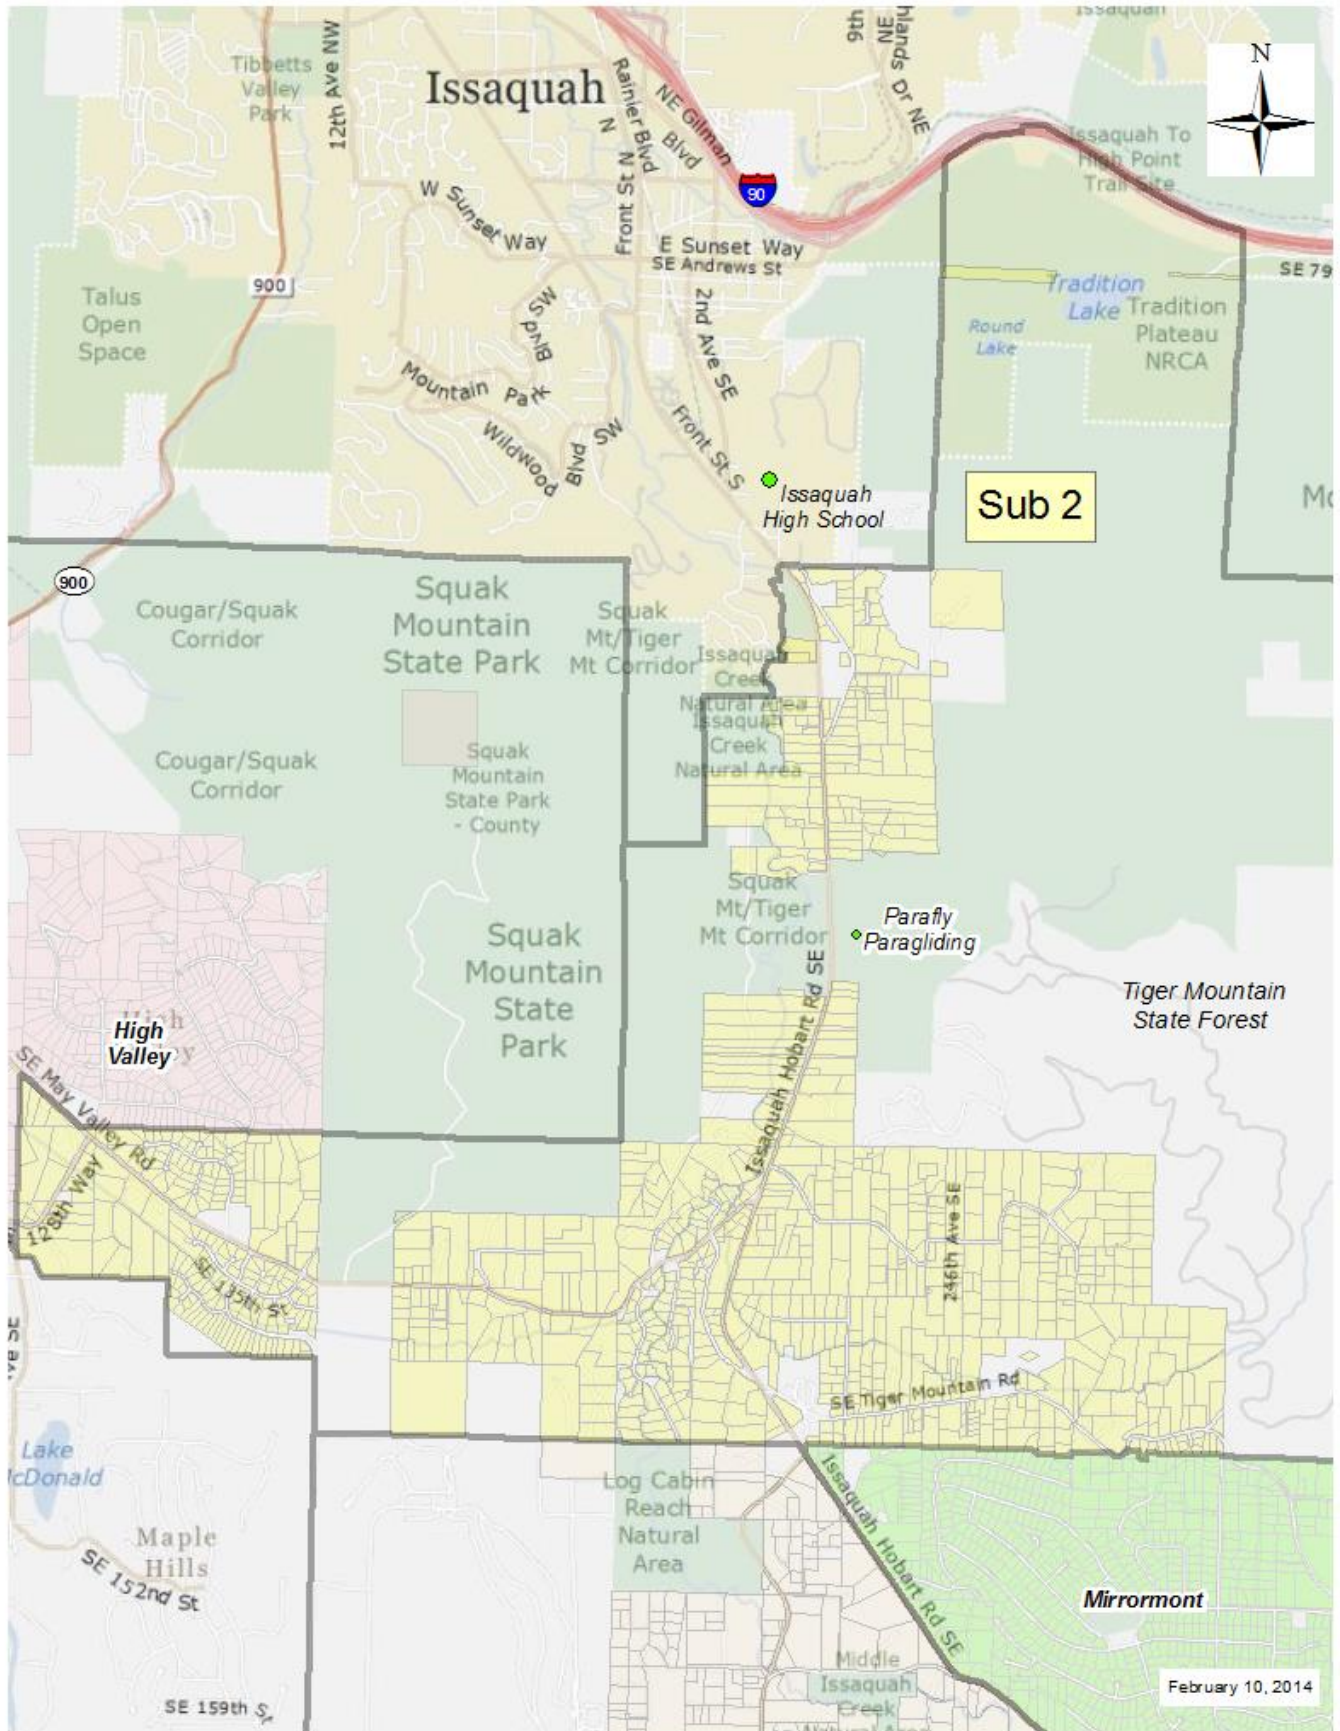 Issaquah
N
Tibbetts
Valley
Park
12th Ave NW
Issaquah
Rainier Blvd
N
NE Gilman
Blvd
9th
NE
hlands Dr NE
90
Issaquah To
High Point
Trail Site
W Sunset Way
Front St N
E Sunset Way
SE Andrews St
SE 79
900
Talus
Open
Space
Tradition
Lake
Tradition
Plateau
NRCA
Round
Lake
2nd Ave SE
Mountain Park
Blvd SW
Wildwood
Blvd SW
Front St S
Issaquah
High School
Sub 2
900
Cougar/Squak
Corridor
Squak
Mountain
State Park
Squak
Mt/Tiger
Mt Corridor
Issaquah
Creek
Natural Area
Issaquah
Creek
Natural Area
Cougar/Squak
Corridor
Squak
Mountain
State Park
- County
Squak
Mt/Tiger
Mt Corridor
Parafly
Paragliding
Squak
Mountain
State
Park
Tiger Mountain
State Forest
High
Valley
SE May Valley Rd
128th Way
Issaquah Hobart Rd SE
246th Ave SE
SE 135th St
SE Tiger Mountain Rd
Lake
McDonald
Maple
Hills
SE 152nd St
Log Cabin
Reach
Natural
Area
Issaquah Hobart Rd SE
Mirrormont
Middle
Issaquah
Creek
Natural Area
SE 159th St
February 10, 2014